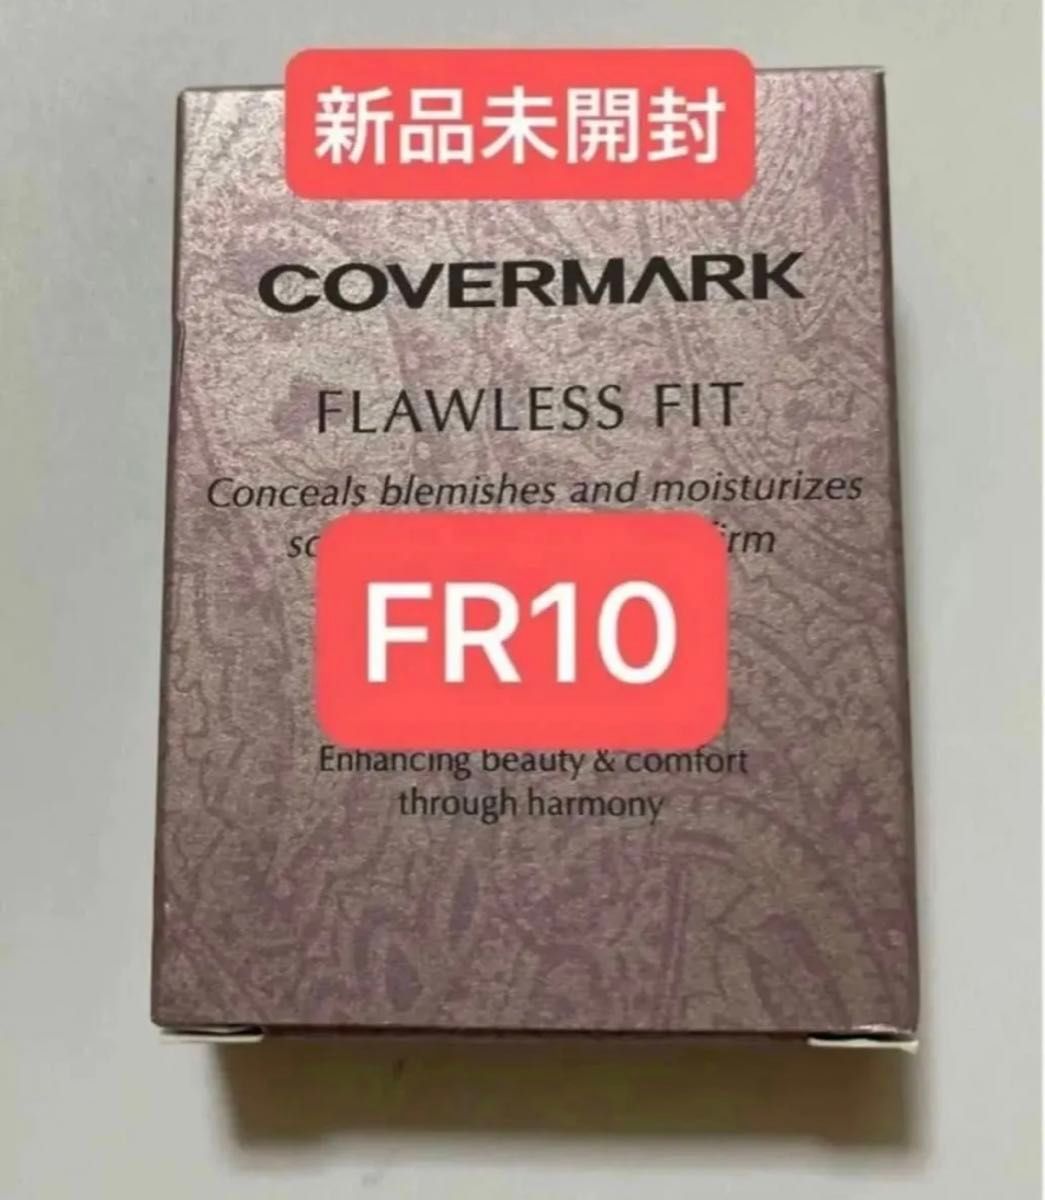 新品未開封
COVERMARK
FLAWLESS FIT
Conceals blemishes and moisturizes
FR10
Enhancing beauty & comfort
through harmony